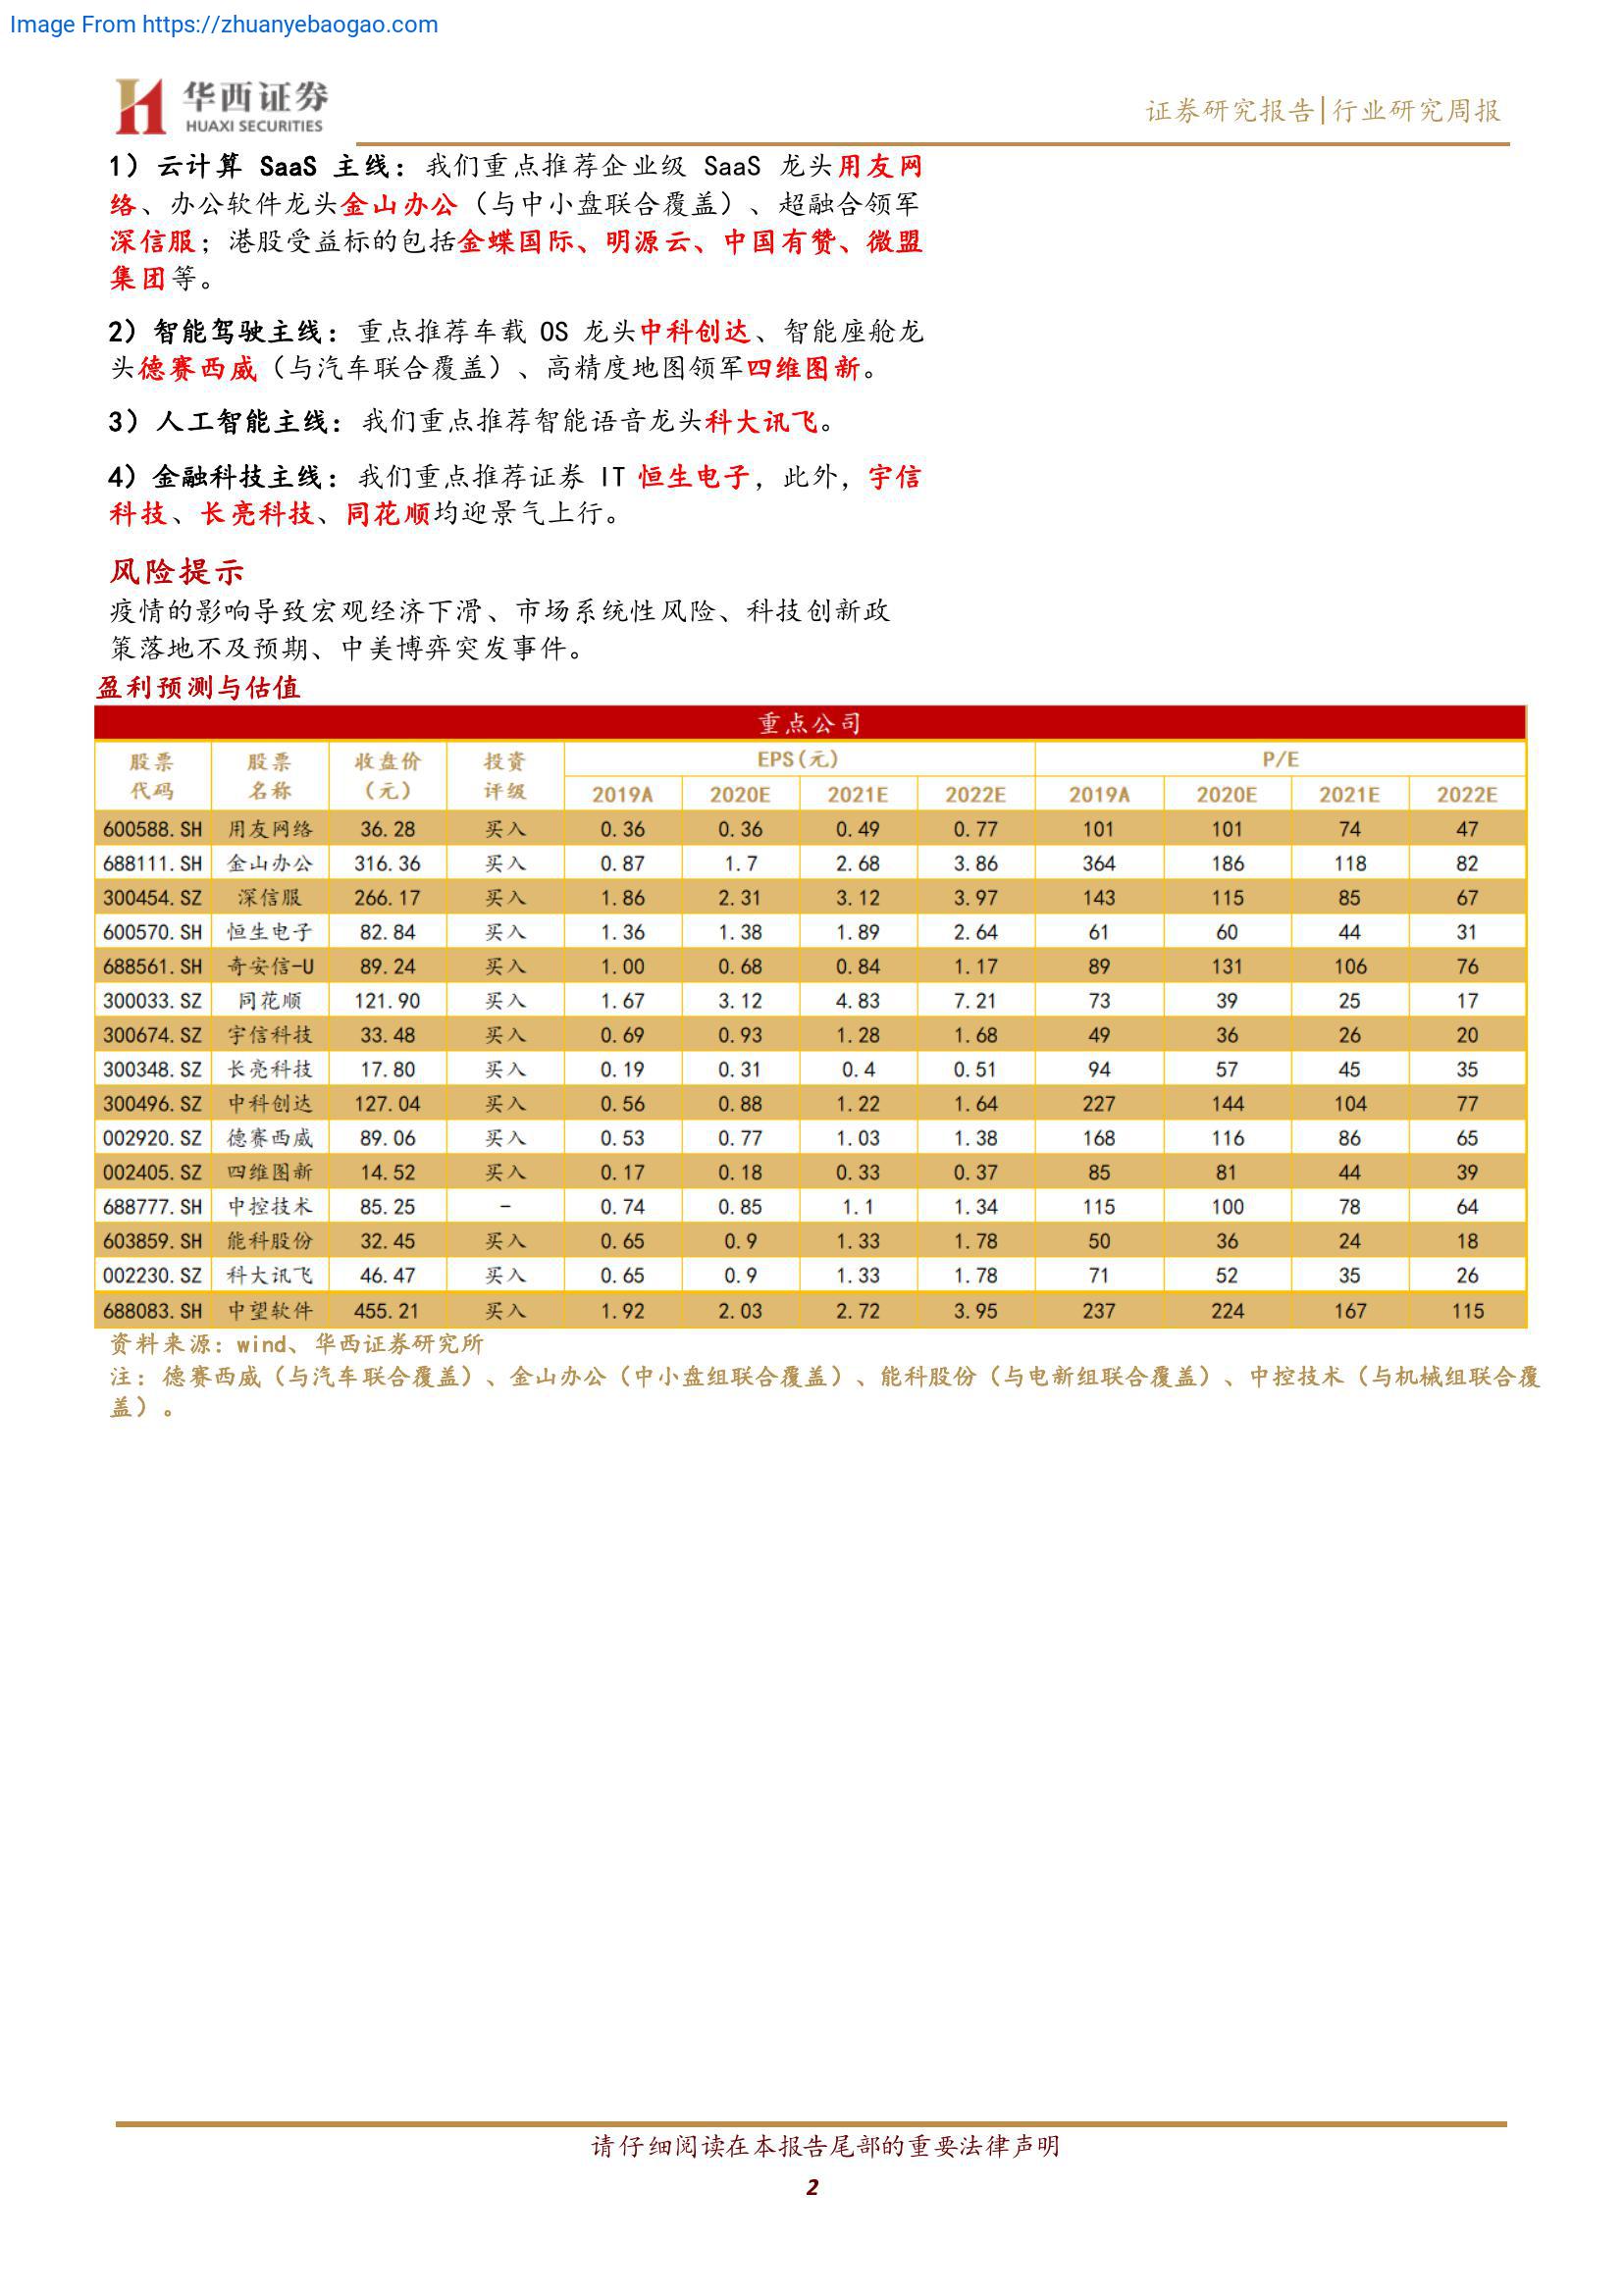 Image From https://zhuanyebaogao.com
华西证券
HUAXI SECURITIES
证券研究报告|行业研究周报
1）云计算 SaaS 主线：我们重点推荐企业级 SaaS 龙头用友网
络、办公软件龙头金山办公（与中小盘联合覆盖）、超融合领军
深信服；港股受益标的包括金蝶国际、明源云、中国有赞、微盟
集团等。
2）智能驾驶主线：重点推荐车载 OS 龙头中科创达、智能座舱龙
头德赛西威（与汽车联合覆盖）、高精度地图领军四维图新。
3）人工智能主线：我们重点推荐智能语音龙头科大讯飞。
4）金融科技主线：我们重点推荐证券 IT 恒生电子，此外，宇信
科技、长亮科技、同花顺均迎景气上行。
风险提示
疫情的影响导致宏观经济下滑、市场系统性风险、科技创新政
策落地不及预期、中美博弈突发事件。
盈利预测与估值
重点公司
股票代码 股票名称 收盘价（元） 投资评级 EPS(元) P/E
2019A 2020E 2021E 2022E 2019A 2020E 2021E 2022E
600588.SH 用友网络 36.28 买入 0.36 0.36 0.49 0.77 101 101 74 47
688111.SH 金山办公 316.36 买入 0.87 1.7 2.68 3.86 364 186 118 82
300454.SZ 深信服 266.17 买入 1.86 2.31 3.12 3.97 143 115 85 67
600570.SH 恒生电子 82.84 买入 1.36 1.38 1.89 2.64 61 60 44 31
688561.SH 奇安信-U 89.24 买入 1.00 0.68 0.84 1.17 89 131 106 76
300033.SZ 同花顺 121.90 买入 1.67 3.12 4.83 7.21 73 39 25 17
300674.SZ 宇信科技 33.48 买入 0.69 0.93 1.28 1.68 49 36 26 20
300348.SZ 长亮科技 17.80 买入 0.19 0.31 0.4 0.51 94 57 45 35
300496.SZ 中科创达 127.04 买入 0.56 0.88 1.22 1.64 227 144 104 77
002920.SZ 德赛西威 89.06 买入 0.53 0.77 1.03 1.38 168 116 86 65
002405.SZ 四维图新 14.52 买入 0.17 0.18 0.33 0.37 85 81 44 39
688777.SH 中控技术 85.25 - 0.74 0.85 1.1 1.34 115 100 78 64
603859.SH 能科股份 32.45 买入 0.65 0.9 1.33 1.78 50 36 24 18
002230.SZ 科大讯飞 46.47 买入 0.65 0.9 1.33 1.78 71 52 35 26
688083.SH 中望软件 455.21 买入 1.92 2.03 2.72 3.95 237 224 167 115
资料来源：wind、华西证券研究所
注：德赛西威（与汽车联合覆盖）、金山办公（中小盘组联合覆盖）、能科股份（与电新组联合覆盖）、中控技术（与机械组联合覆
盖）。
请仔细阅读在本报告尾部的重要法律声明
2